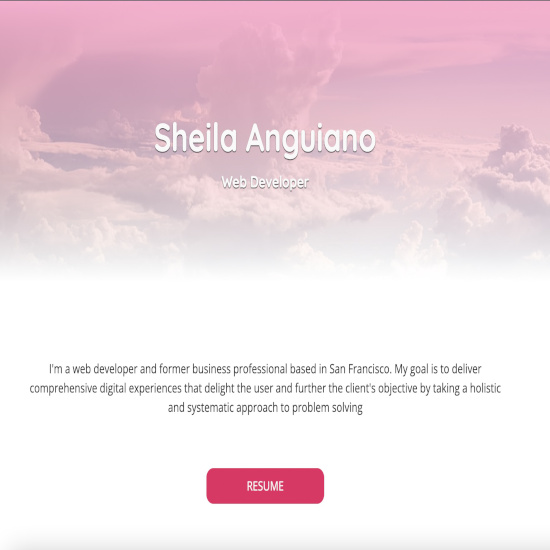 Sheila Anguiano
Web Developer
I'm a web developer and former business professional based in San Francisco. My goal is to deliver
comprehensive digital experiences that delight the user and further the client's objective by taking a holistic
and systematic approach to problem solving
RESUME